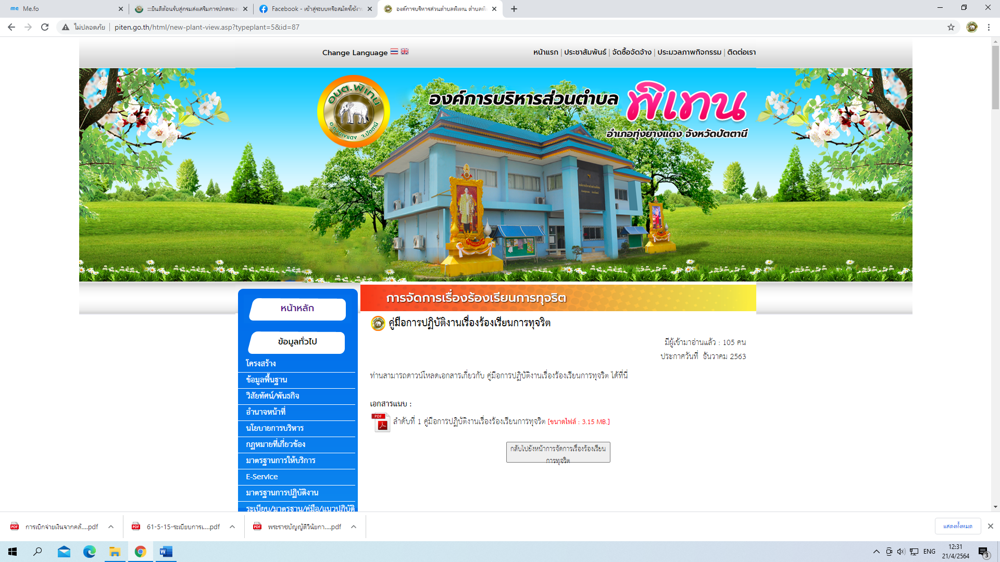 Me.fo
:::ยินดีต้อนรับสู่กรมส่งเสริมการปกครอง
Facebook - เข้าสู่ระบบหรือสมัครใช้งาน
องค์การบริหารส่วนตำบลพิเทน ตำบลพิเ
ไม่ปลอดภัย
piten.go.th/html/new-plant-view.asp?typeplant=5&id=87
Change Language
หน้าแรก | ประชาสัมพันธ์ | จัดซื้อจัดจ้าง | ประมวลภาพกิจกรรม | ติดต่อเรา
อบต.พิเทน
อ.ทุ่งยางแดง จ.ปัตตานี
องค์การบริหารส่วนตำบล พิเทน
อำเภอทุ่งยางแดง จังหวัดปัตตานี
การจัดการเรื่องร้องเรียนการทุจริต
หน้าหลัก
คู่มือการปฏิบัติงานเรื่องร้องเรียนการทุจริต
มีผู้เข้ามาอ่านแล้ว : 105 คน
ประกาศวันที่ ธันวาคม 2563
ข้อมูลทั่วไป
โครงสร้าง
ข้อมูลพื้นฐาน
วิสัยทัศน์/พันธกิจ
อำนาจหน้าที่
นโยบายการบริหาร
กฏหมายที่เกี่ยวข้อง
มาตรฐานการให้บริการ
E-Service
มาตรฐานการปฏิบัติงาน
ระเบียบ/มาตรฐาน/คู่มือ/แนวปฏิบัติ
ท่านสามารถดาวน์โหลดเอกสารเกี่ยวกับ คู่มือการปฏิบัติงานเรื่องร้องเรียนการทุจริต ได้ที่นี่
เอกสารแนบ :
PDF
ลำดับที่ 1 คู่มือการปฏิบัติงานเรื่องร้องเรียนการทุจริต [ขนาดไฟล์ : 3.15 MB.]
กลับไปยังหน้าการจัดการเรื่องร้องเรียน
การทุจริต
การเบิกจ่ายเงินจากคลั....pdf
61-5-15-ระเบียบการเ....pdf
พระราชบัญญัติวินัยกา....pdf
แสดงทั้งหมด
ENG
12:31
21/4/2564
3